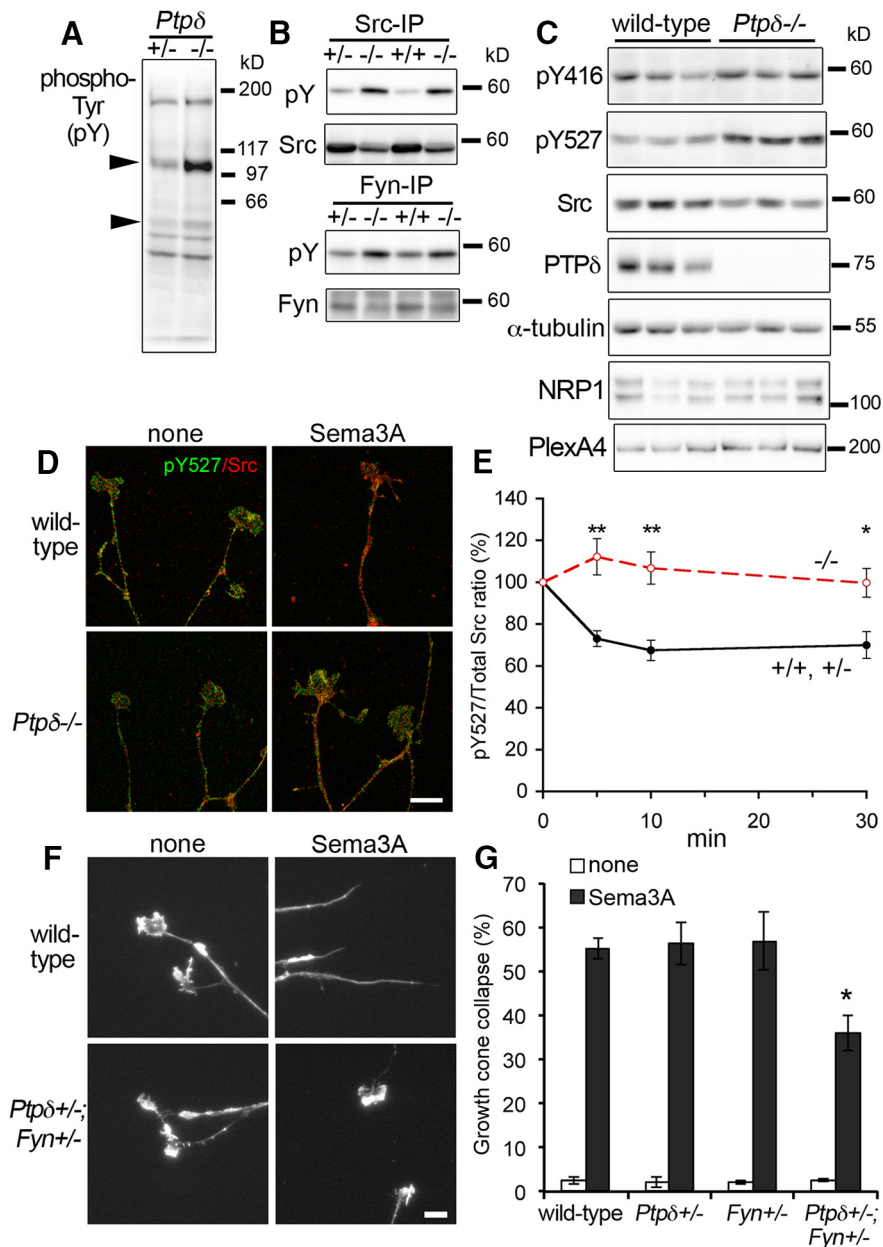 A
Ptpδ
+/- -/-
kD
phospho-
Tyr
(pY)
200
117
97
66
B
Src-IP
+/- -/- +/+ -/-
kD
pY
60
Src
60
Fyn-IP
+/- -/- +/+ -/-
pY
60
Fyn
60
C
wild-type Ptpδ-/-
kD
pY416
60
pY527
60
Src
60
PTPδ
75
α-tubulin
55
NRP1
100
PlexA4
200
D
none Sema3A
pY527/Src
wild-
type
Ptpδ-/-
E
pY527/Total Src ratio (%)
140
120
100
80
60
40
20
0
** ** *
-/-
+/+, +/-
0 10 20 30
min
F
none Sema3A
wild-
type
Ptpδ+/-;
Fyn+/-
G
none
Sema3A
Growth cone collapse (%)
70
60
50
40
30
20
10
0
*
wild-type Ptpδ+/- Fyn+/- Ptpδ+/-;
Fyn+/-